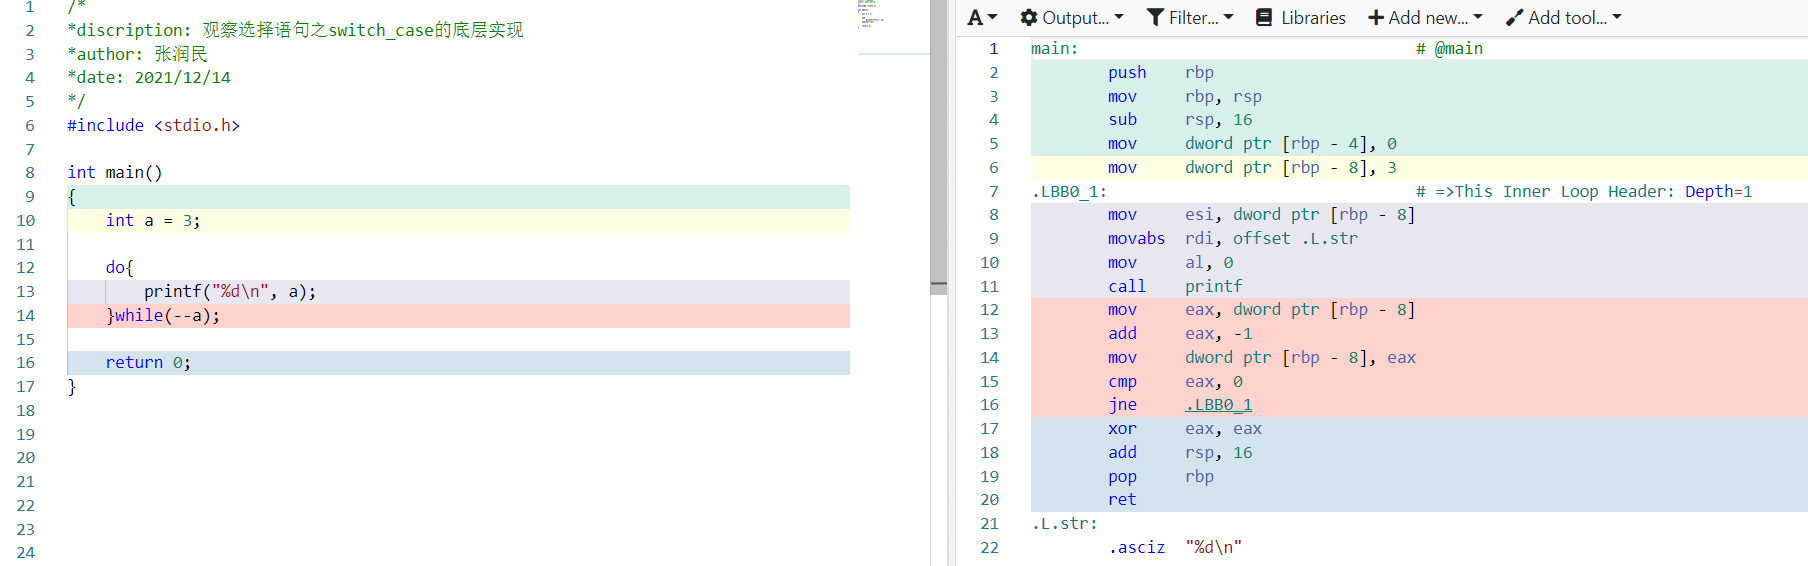 1 /*
2 *discription: 观察选择语句之switch_case的底层实现
3 *author: 张润民
4 *date: 2021/12/14
5 */
6 #include <stdio.h>
7
8 int main()
9 {
10 int a = 3;
11
12 do{
13 printf("%d\n", a);
14 }while(--a);
15
16 return 0;
17 }
18
19
20
21
22
23
24
A Output... Filter... Libraries Add new... Add tool...
1 main: # @main
2 push rbp
3 mov rbp, rsp
4 sub rsp, 16
5 mov dword ptr [rbp - 4], 0
6 mov dword ptr [rbp - 8], 3
7 .LBB0_1: # =>This Inner Loop Header: Depth=1
8 mov esi, dword ptr [rbp - 8]
9 movabs rdi, offset .L.str
10 mov al, 0
11 call printf
12 mov eax, dword ptr [rbp - 8]
13 add eax, -1
14 mov dword ptr [rbp - 8], eax
15 cmp eax, 0
16 jne .LBB0_1
17 xor eax, eax
18 add rsp, 16
19 pop rbp
20 ret
21 .L.str:
22 .asciz "%d\n"